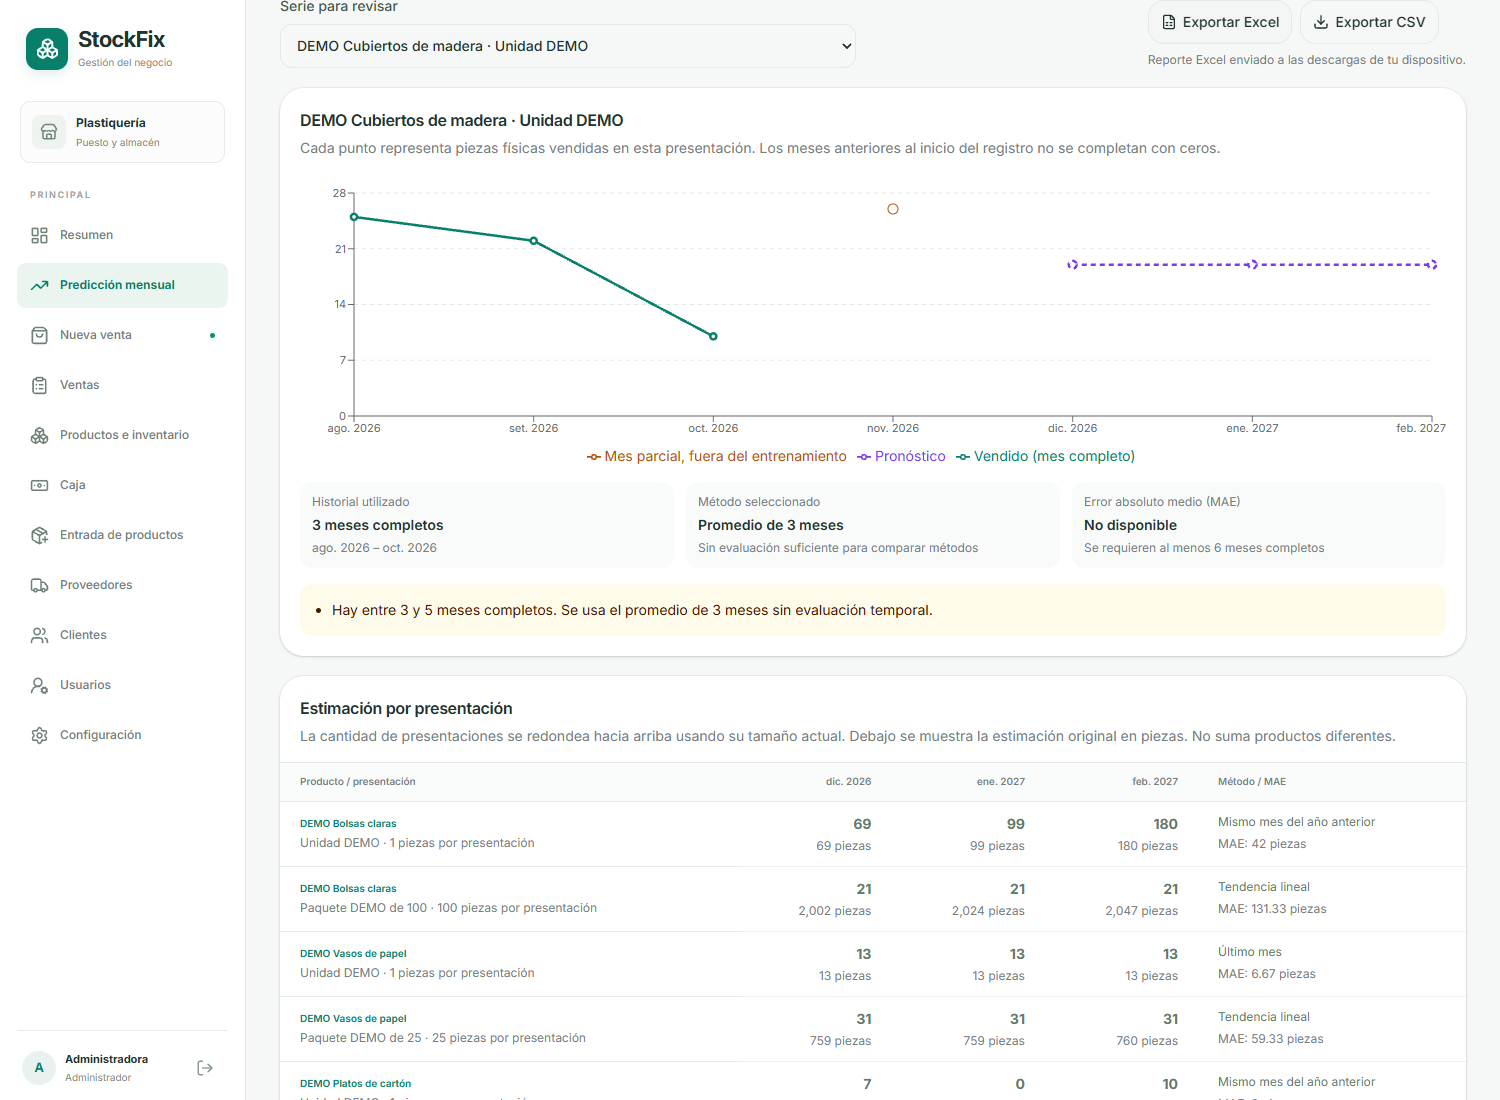 StockFix
Gestión del negocio
Plastiquería
Puesto y almacén
PRINCIPAL
Resumen
Predicción mensual
Nueva venta
Ventas
Productos e inventario
Caja
Entrada de productos
Proveedores
Clientes
Usuarios
Configuración
A
Administradora
Administrador
Serie para revisar
DEMO Cubiertos de madera · Unidad DEMO
Exportar Excel
Exportar CSV
Reporte Excel enviado a las descargas de tu dispositivo.
DEMO Cubiertos de madera · Unidad DEMO
Cada punto representa piezas físicas vendidas en esta presentación. Los meses anteriores al inicio del registro no se completan con ceros.
28
21
14
7
0
ago. 2026 set. 2026 oct. 2026 nov. 2026 dic. 2026 ene. 2027 feb. 2027
Mes parcial, fuera del entrenamiento Pronóstico Vendido (mes completo)
Historial utilizado
3 meses completos
ago. 2026 – oct. 2026
Método seleccionado
Promedio de 3 meses
Sin evaluación suficiente para comparar métodos
Error absoluto medio (MAE)
No disponible
Se requieren al menos 6 meses completos
• Hay entre 3 y 5 meses completos. Se usa el promedio de 3 meses sin evaluación temporal.
Estimación por presentación
La cantidad de presentaciones se redondea hacia arriba usando su tamaño actual. Debajo se muestra la estimación original en piezas. No suma productos diferentes.
Producto / presentación dic. 2026 ene. 2027 feb. 2027 Método / MAE
DEMO Bolsas claras 69 99 180 Mismo mes del año anterior
Unidad DEMO · 1 piezas por presentación 69 piezas 99 piezas 180 piezas MAE: 42 piezas
DEMO Bolsas claras 21 21 21 Tendencia lineal
Paquete DEMO de 100 · 100 piezas por presentación 2,002 piezas 2,024 piezas 2,047 piezas MAE: 131.33 piezas
DEMO Vasos de papel 13 13 13 Último mes
Unidad DEMO · 1 piezas por presentación 13 piezas 13 piezas 13 piezas MAE: 6.67 piezas
DEMO Vasos de papel 31 31 31 Tendencia lineal
Paquete DEMO de 25 · 25 piezas por presentación 759 piezas 759 piezas 760 piezas MAE: 59.33 piezas
DEMO Platos de cartón 7 0 10 Mismo mes del año anterior